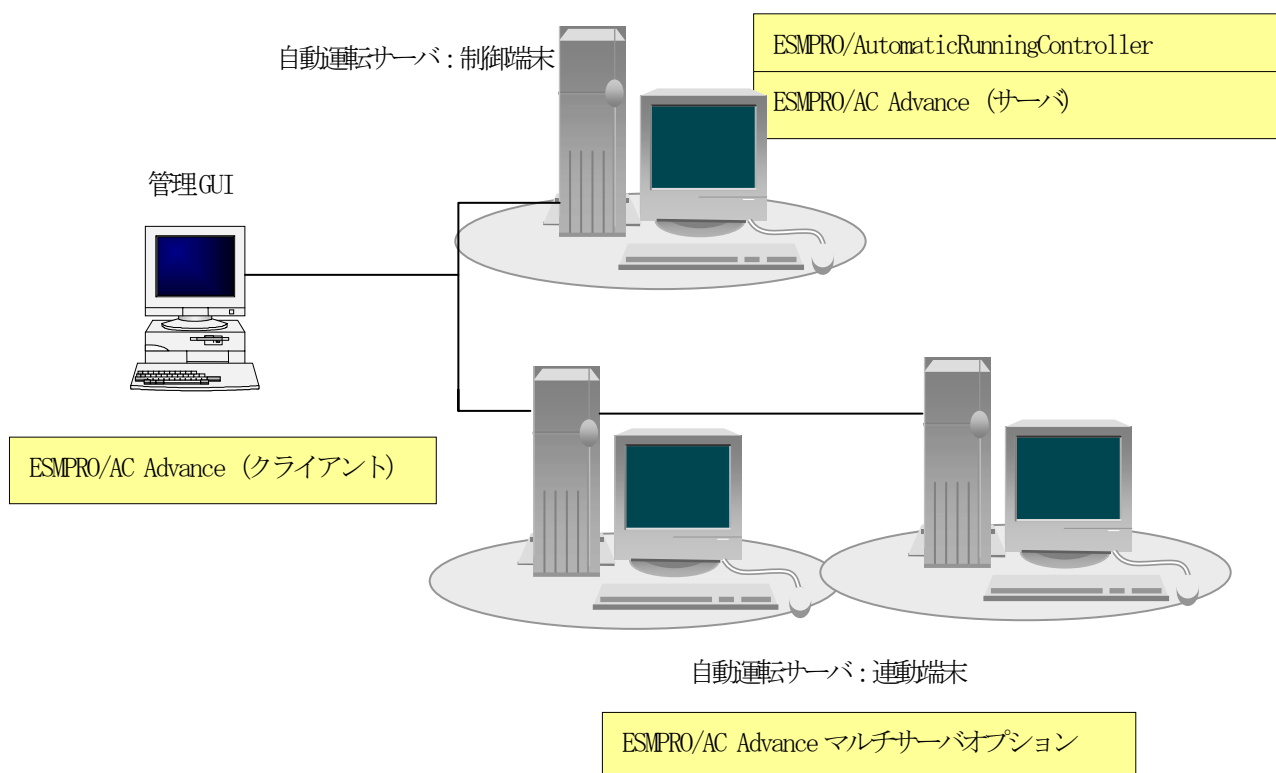 自動運転サーバ:制御端末
ESMPRO/AutomaticRunningController
ESMPRO/AC Advance (サーバ)
管理GUI
ESMPRO/AC Advance (クライアント)
自動運転サーバ:連動端末
ESMPRO/AC Advance マルチサーバオプション